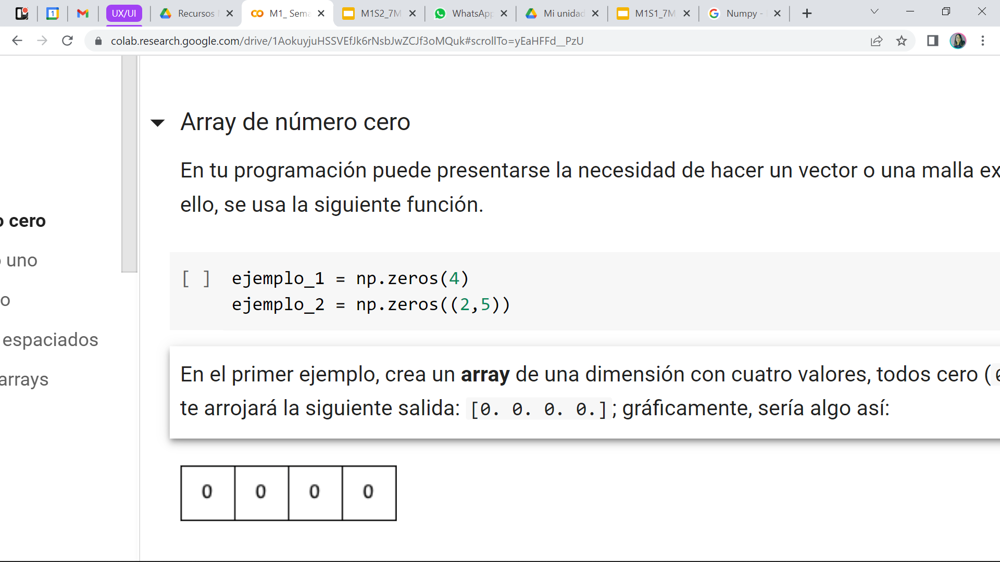 UX/UI
Recursos
M1_ Sema
M1S2_7M
WhatsApp
Mi unidad
M1S1_7M
Numpy -
colab.research.google.com/drive/1AokuyjuHSSVEfJk6rNsbJwZCJf3oMQuk#scrollTo=yEaHFFd__PzU
o cero
o uno
o
espaciados
arrays
Array de número cero
En tu programación puede presentarse la necesidad de hacer un vector o una malla ex
ello, se usa la siguiente función.
[ ] ejemplo_1 = np.zeros(4)
ejemplo_2 = np.zeros((2,5))
En el primer ejemplo, crea un array de una dimensión con cuatro valores, todos cero (0
te arrojará la siguiente salida: [0. 0. 0. 0.]; gráficamente, sería algo así:
0 0 0 0